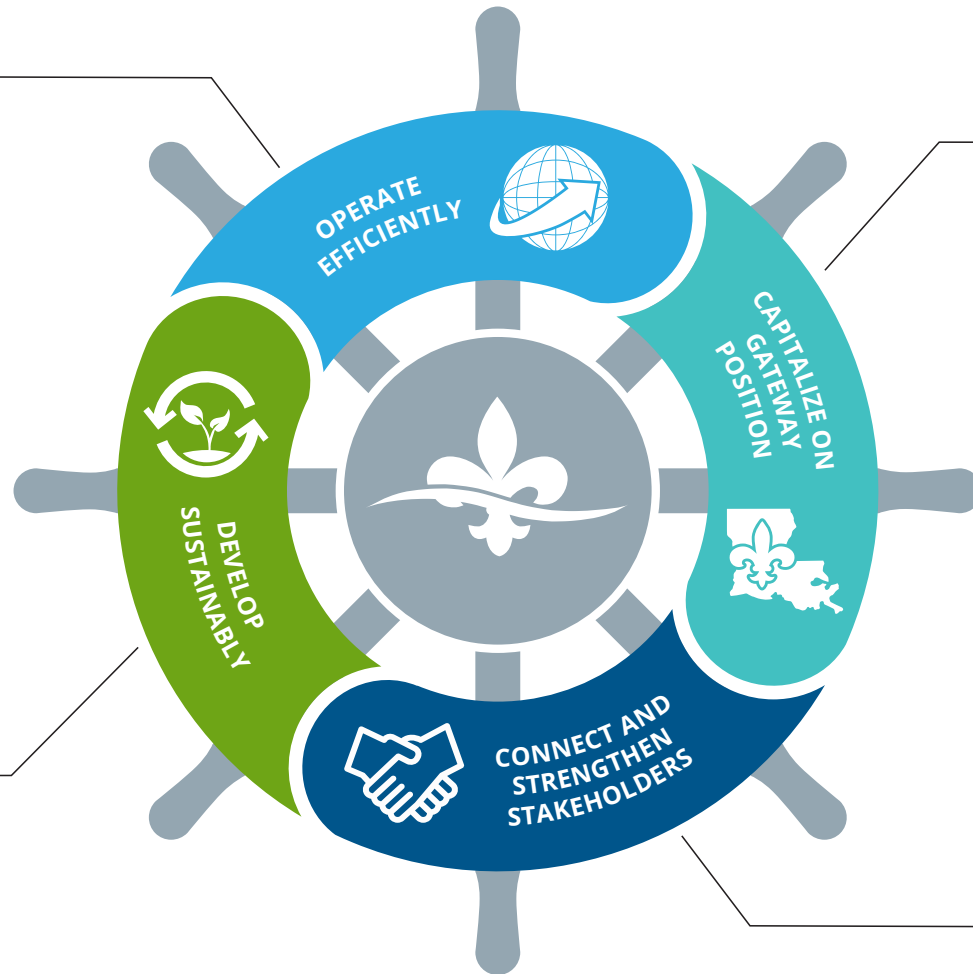 OPERATE
EFFICIENTLY
CAPITALIZE ON
GATEWAY
POSITION
CONNECT AND
STRENGTHEN
STAKEHOLDERS
DEVELOP
SUSTAINABLY